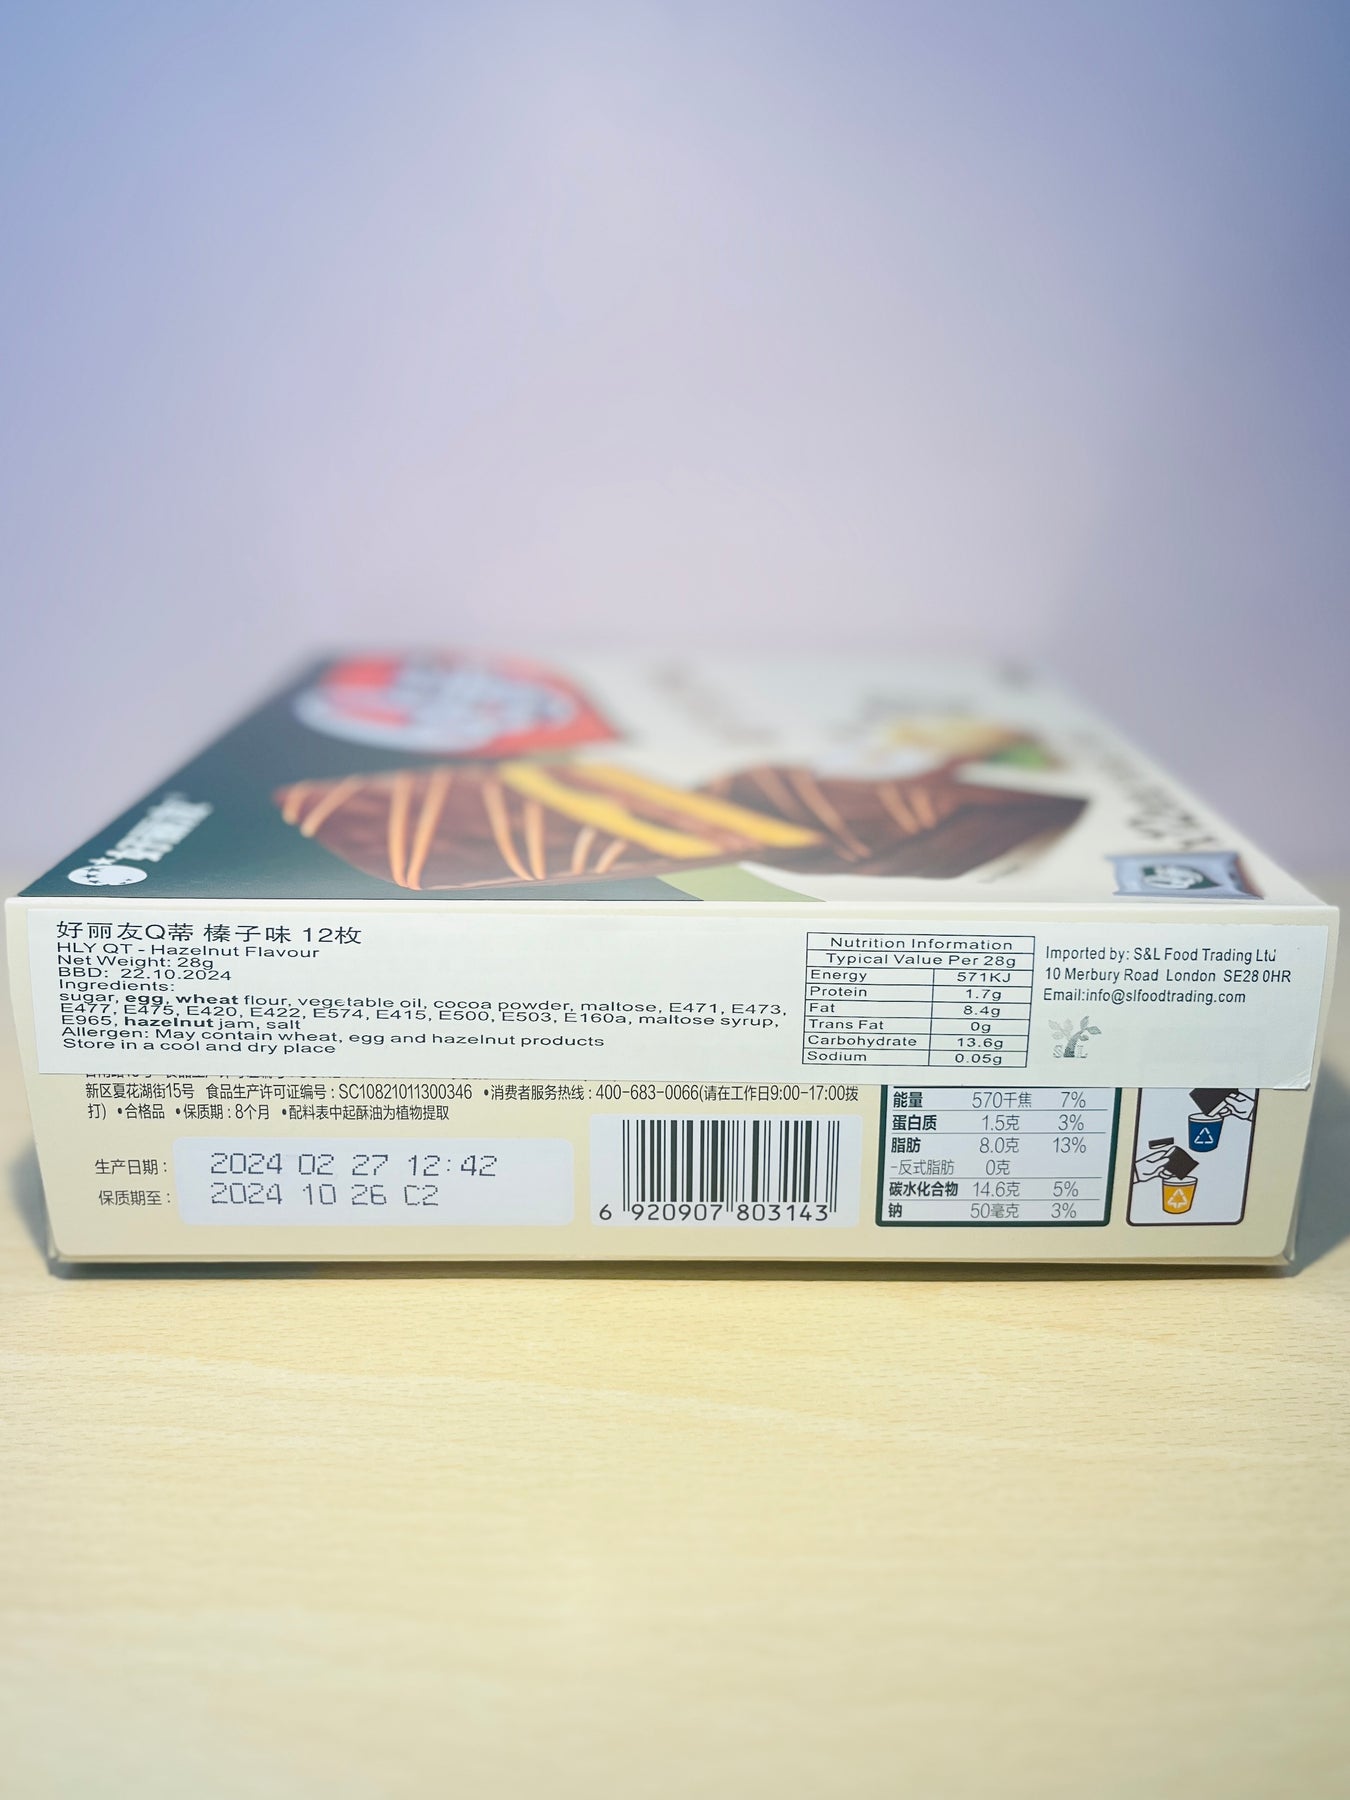 好丽友
好丽友Q蒂 榛子味 12枚
HLY QT - Hazelnut Flavour
Net Weight: 28g
BBD: 22.10.2024
Ingredients:
sugar, egg, wheat flour, vegetable oil, cocoa powder, maltose, E471, E473,
E477, E475, E420, E422, E574, E415, E500, E503, E160a, maltose syrup,
E965, hazelnut jam, salt
Allergen: May contain wheat, egg and hazelnut products
Store in a cool and dry place
Nutrition Information
Typical Value Per 28g
Energy 571KJ
Protein 1.7g
Fat 8.4g
Trans Fat 0g
Carbohydrate 13.6g
Sodium 0.05g
Imported by: S&L Food Trading Ltd
10 Merbury Road London SE28 0HR
Email:info@slfoodtrading.com
S&L
新区夏花湖街15号 食品生产许可证编号：SC10821011300346 •消费者服务热线：400-683-0066(请在工作日9:00-17:00拨
打) •合格品 •保质期：8个月 •配料表中起酥油为植物提取
生产日期： 2024 02 27 12:42
保质期至： 2024 10 26 C2
6 920907 803143
能量 570千焦 7%
蛋白质 1.5克 3%
脂肪 8.0克 13%
-反式脂肪 0克
碳水化合物 14.6克 5%
钠 50毫克 3%